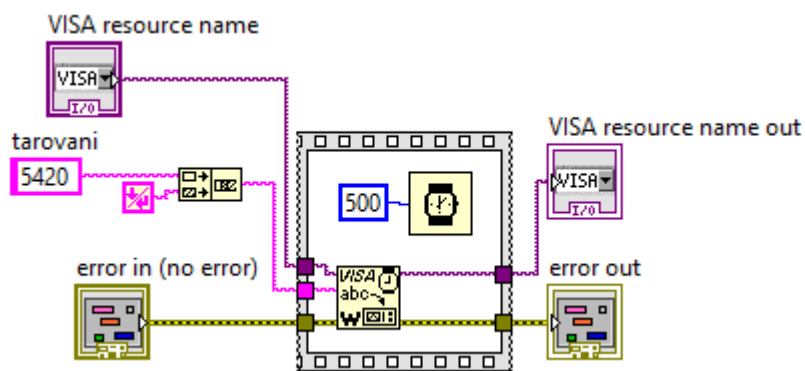 VISA resource name
VISA
I/O
tarovani
5420
VISA resource name out
500
VISA
I/O
error in (no error)
VISA
abc
W
error out